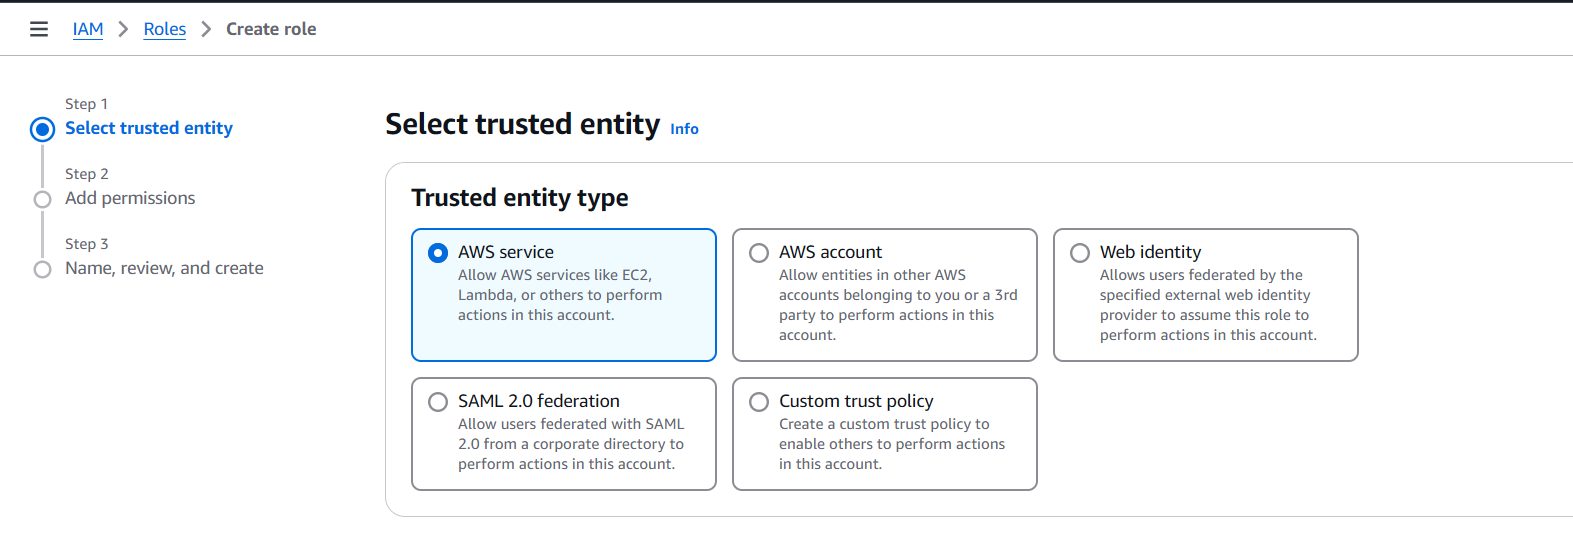 IAM > Roles > Create role
Step 1
Select trusted entity
Step 2
Add permissions
Step 3
Name, review, and create
Select trusted entity Info
Trusted entity type
AWS service
Allow AWS services like EC2,
Lambda, or others to perform
actions in this account.
AWS account
Allow entities in other AWS
accounts belonging to you or a 3rd
party to perform actions in this
account.
Web identity
Allows users federated by the
specified external web identity
provider to assume this role to
perform actions in this account.
SAML 2.0 federation
Allow users federated with SAML
2.0 from a corporate directory to
perform actions in this account.
Custom trust policy
Create a custom trust policy to
enable others to perform actions
in this account.